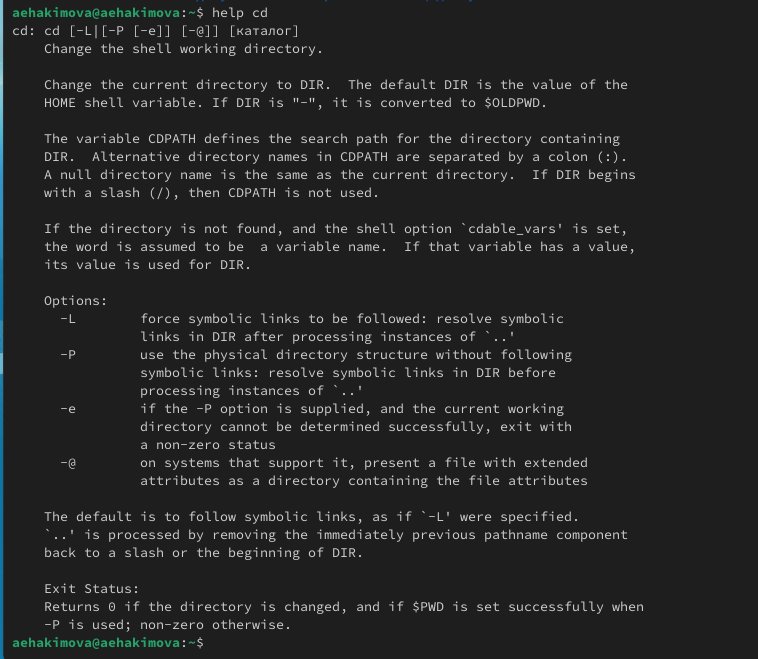 aehakimova@aehakimova:~$ help cd
cd: cd [-L|[-P [-e]] [-@]] [каталог]
    Change the shell working directory.

    Change the current directory to DIR.  The default DIR is the value of the
    HOME shell variable. If DIR is "-", it is converted to $OLDPWD.

    The variable CDPATH defines the search path for the directory containing
    DIR.  Alternative directory names in CDPATH are separated by a colon (:).
    A null directory name is the same as the current directory.  If DIR begins
    with a slash (/), then CDPATH is not used.

    If the directory is not found, and the shell option `cdable_vars' is set,
    the word is assumed to be  a variable name.  If that variable has a value,
    its value is used for DIR.

    Options:
      -L        force symbolic links to be followed: resolve symbolic
                links in DIR after processing instances of `..'
      -P        use the physical directory structure without following
                symbolic links: resolve symbolic links in DIR before
                processing instances of `..'
      -e        if the -P option is supplied, and the current working
                directory cannot be determined successfully, exit with
                a non-zero status
      -@        on systems that support it, present a file with extended
                attributes as a directory containing the file attributes

    The default is to follow symbolic links, as if `-L' were specified.
    `..' is processed by removing the immediately previous pathname component
    back to a slash or the beginning of DIR.

    Exit Status:
    Returns 0 if the directory is changed, and if $PWD is set successfully when
    -P is used; non-zero otherwise.
aehakimova@aehakimova:~$